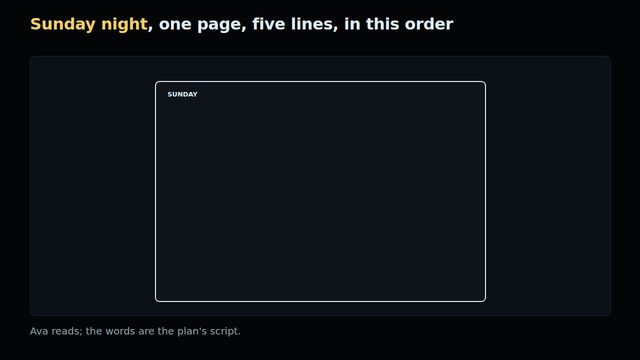 Sunday night, one page, five lines, in this order
SUNDAY
Ava reads; the words are the plan's script.